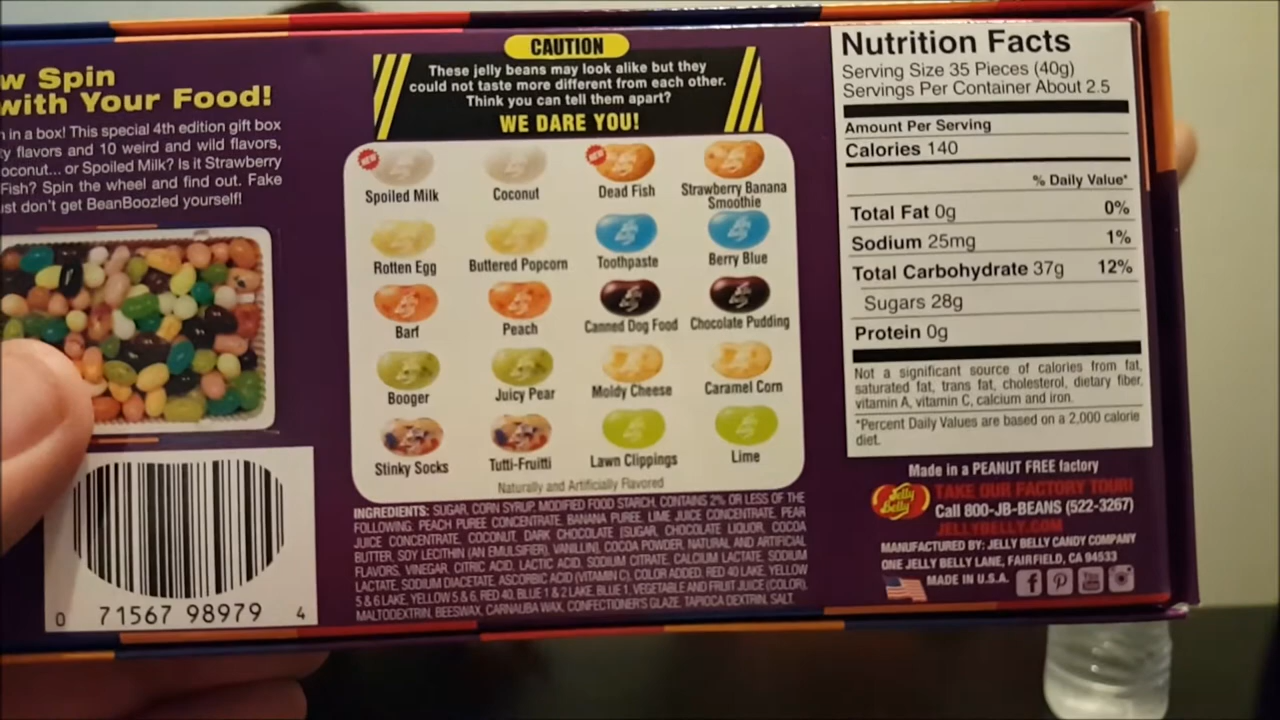 w Spin
with Your Food!
n in a box! This special 4th edition gift box
y flavors and 10 weird and wild flavors,
oconut... or Spoiled Milk? Is it Strawberry
Fish? Spin the wheel and find out. Fake
ust don't get BeanBoozled yourself!
0 71567 98979 4
CAUTION
These jelly beans may look alike but they
could not taste more different from each other.
Think you can tell them apart?
WE DARE YOU!
NEW
NEW
Spoiled Milk
Coconut
Dead Fish
Strawberry Banana
Smoothie
Rotten Egg
Buttered Popcorn
Toothpaste
Berry Blue
Barf
Peach
Canned Dog Food
Chocolate Pudding
Booger
Juicy Pear
Moldy Cheese
Caramel Corn
Stinky Socks
Tutti-Fruitti
Lawn Clippings
Lime
Naturally and Artificially Flavored
INGREDIENTS: SUGAR, CORN SYRUP, MODIFIED FOOD STARCH, CONTAINS 2% OR LESS OF THE
FOLLOWING: PEACH PUREE CONCENTRATE, BANANA PUREE, LIME JUICE CONCENTRATE, PEAR
JUICE CONCENTRATE, COCONUT, DARK CHOCOLATE (SUGAR, CHOCOLATE LIQUOR, COCOA
BUTTER, SOY LECITHIN (AN EMULSIFIER), VANILLIN), COCOA POWDER, NATURAL AND ARTIFICIAL
FLAVORS, VINEGAR, CITRIC ACID, LACTIC ACID, SODIUM CITRATE, CALCIUM LACTATE, SODIUM
LACTATE, SODIUM DIACETATE, ASCORBIC ACID (VITAMIN C), COLOR ADDED, RED 40 LAKE, YELLOW
5 & 6 LAKE, YELLOW 5 & 6, RED 40, BLUE 1 & 2 LAKE, BLUE 1, VEGETABLE AND FRUIT JUICE (COLOR),
MALTODEXTRIN, BEESWAX, CARNAUBA WAX, CONFECTIONER'S GLAZE, TAPIOCA DEXTRIN, SALT.
Nutrition Facts
Serving Size 35 Pieces (40g)
Servings Per Container About 2.5
Amount Per Serving
Calories 140
% Daily Value*
Total Fat 0g 0%
Sodium 25mg 1%
Total Carbohydrate 37g 12%
Sugars 28g
Protein 0g
Not a significant source of calories from fat,
saturated fat, trans fat, cholesterol, dietary fiber,
vitamin A, vitamin C, calcium and iron.
*Percent Daily Values are based on a 2,000 calorie
diet.
Made in a PEANUT FREE factory
Jelly Belly
TAKE OUR FACTORY TOUR!
Call 800-JB-BEANS (522-3267)
JELLYBELLY.COM
MANUFACTURED BY: JELLY BELLY CANDY COMPANY
ONE JELLY BELLY LANE, FAIRFIELD, CA 94533
MADE IN U.S.A.